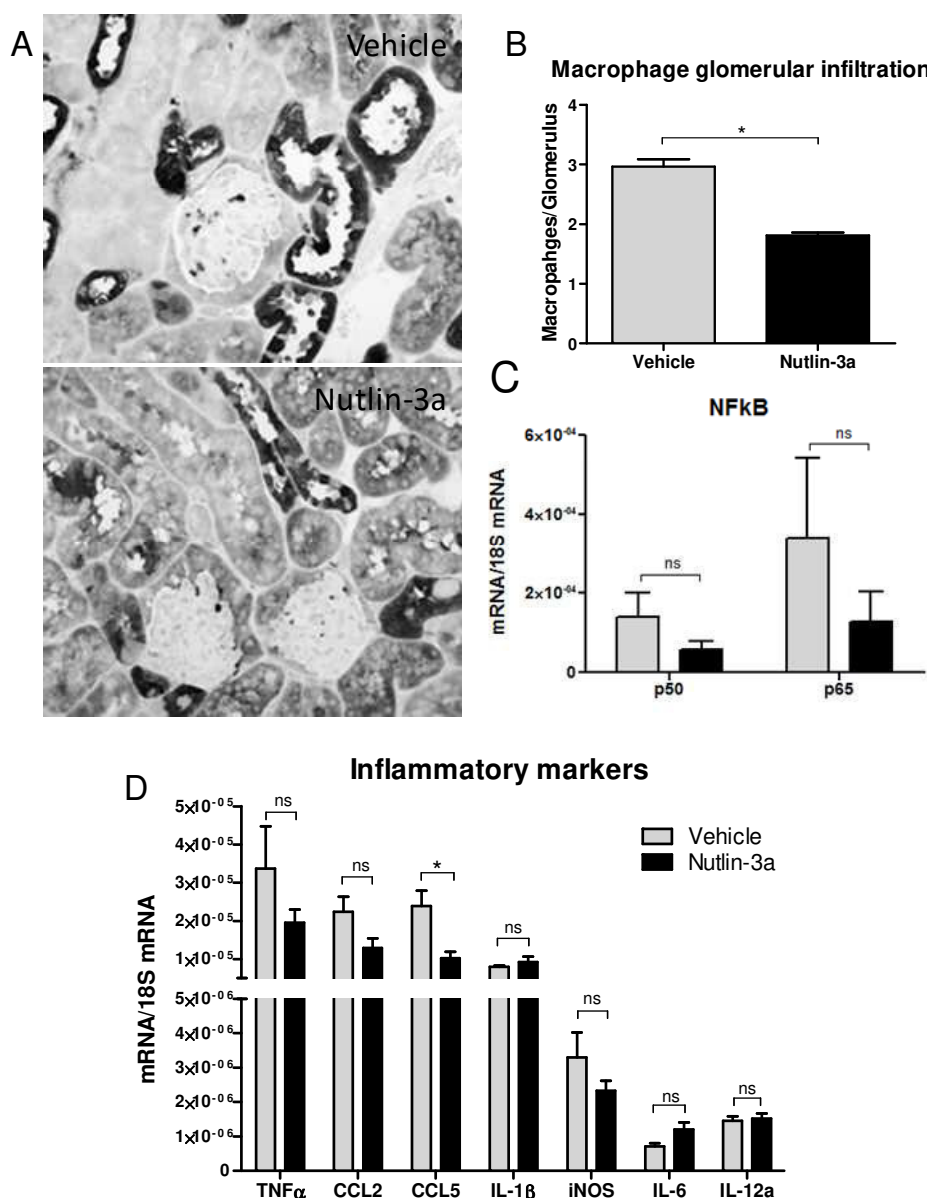 A
Vehicle
Nutlin-3a
B
Macrophage glomerular infiltration
Macropahges/Glomerulus
4
3
2
1
0
Vehicle Nutlin-3a
*
C
NFkB
mRNA/18S mRNA
6×10⁻⁰⁴
4×10⁻⁰⁴
2×10⁻⁰⁴
0
ns
ns
p50 p65
D
Inflammatory markers
mRNA/18S mRNA
5×10⁻⁰⁵
4×10⁻⁰⁵
3×10⁻⁰⁵
2×10⁻⁰⁵
1×10⁻⁰⁵
5×10⁻⁰⁶
4×10⁻⁰⁶
3×10⁻⁰⁶
2×10⁻⁰⁶
1×10⁻⁰⁶
0
ns
ns
*
ns
ns
ns
ns
Vehicle
Nutlin-3a
TNFα CCL2 CCL5 IL-1β iNOS IL-6 IL-12a